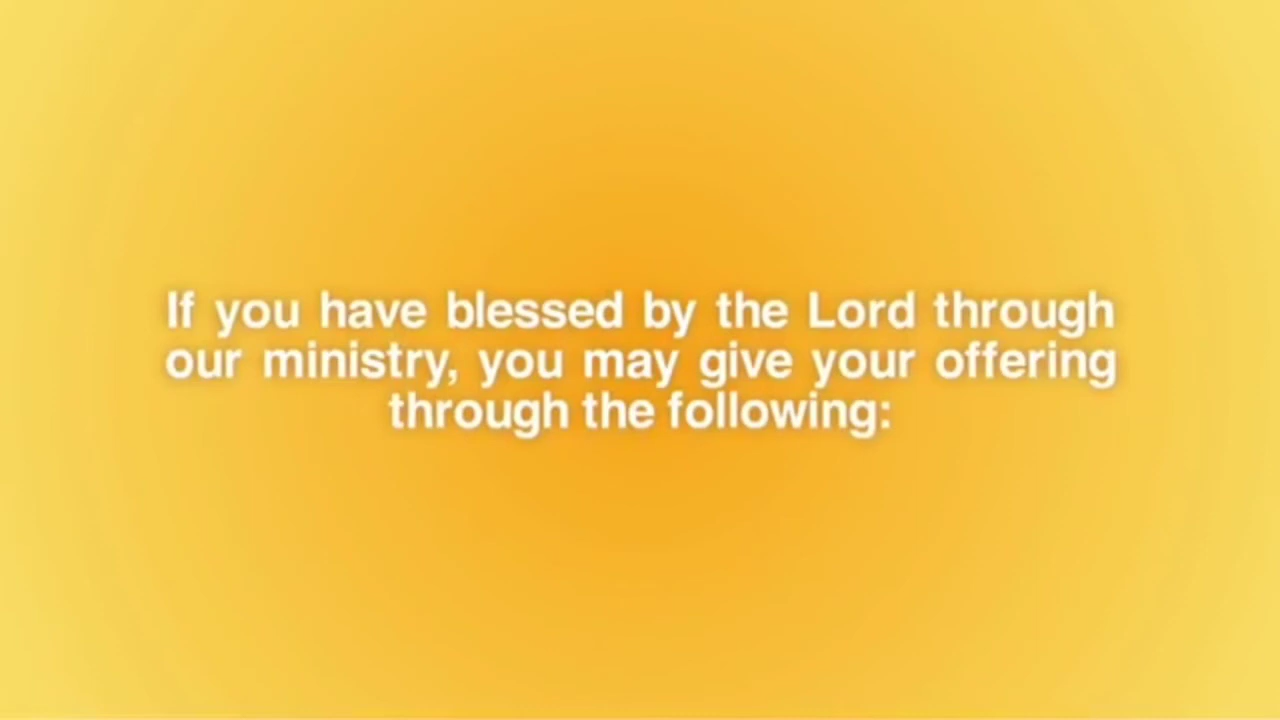 If you have blessed by the Lord through
our ministry, you may give your offering
through the following: